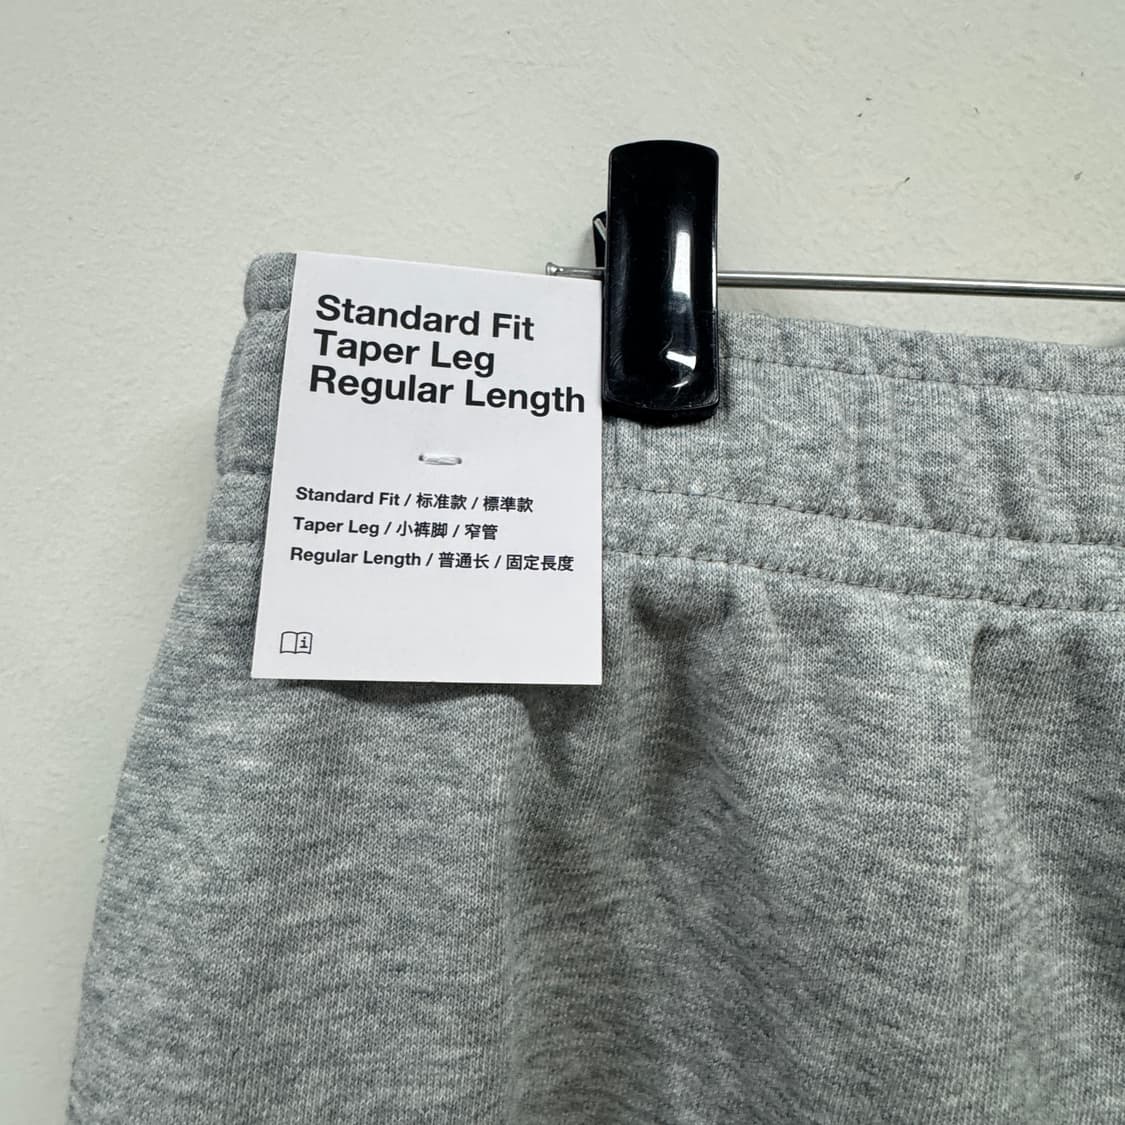 Standard Fit
Taper Leg
Regular Length
Standard Fit / 标准款 / 標準款
Taper Leg / 小裤脚 / 窄管
Regular Length / 普通长 / 固定長度
i